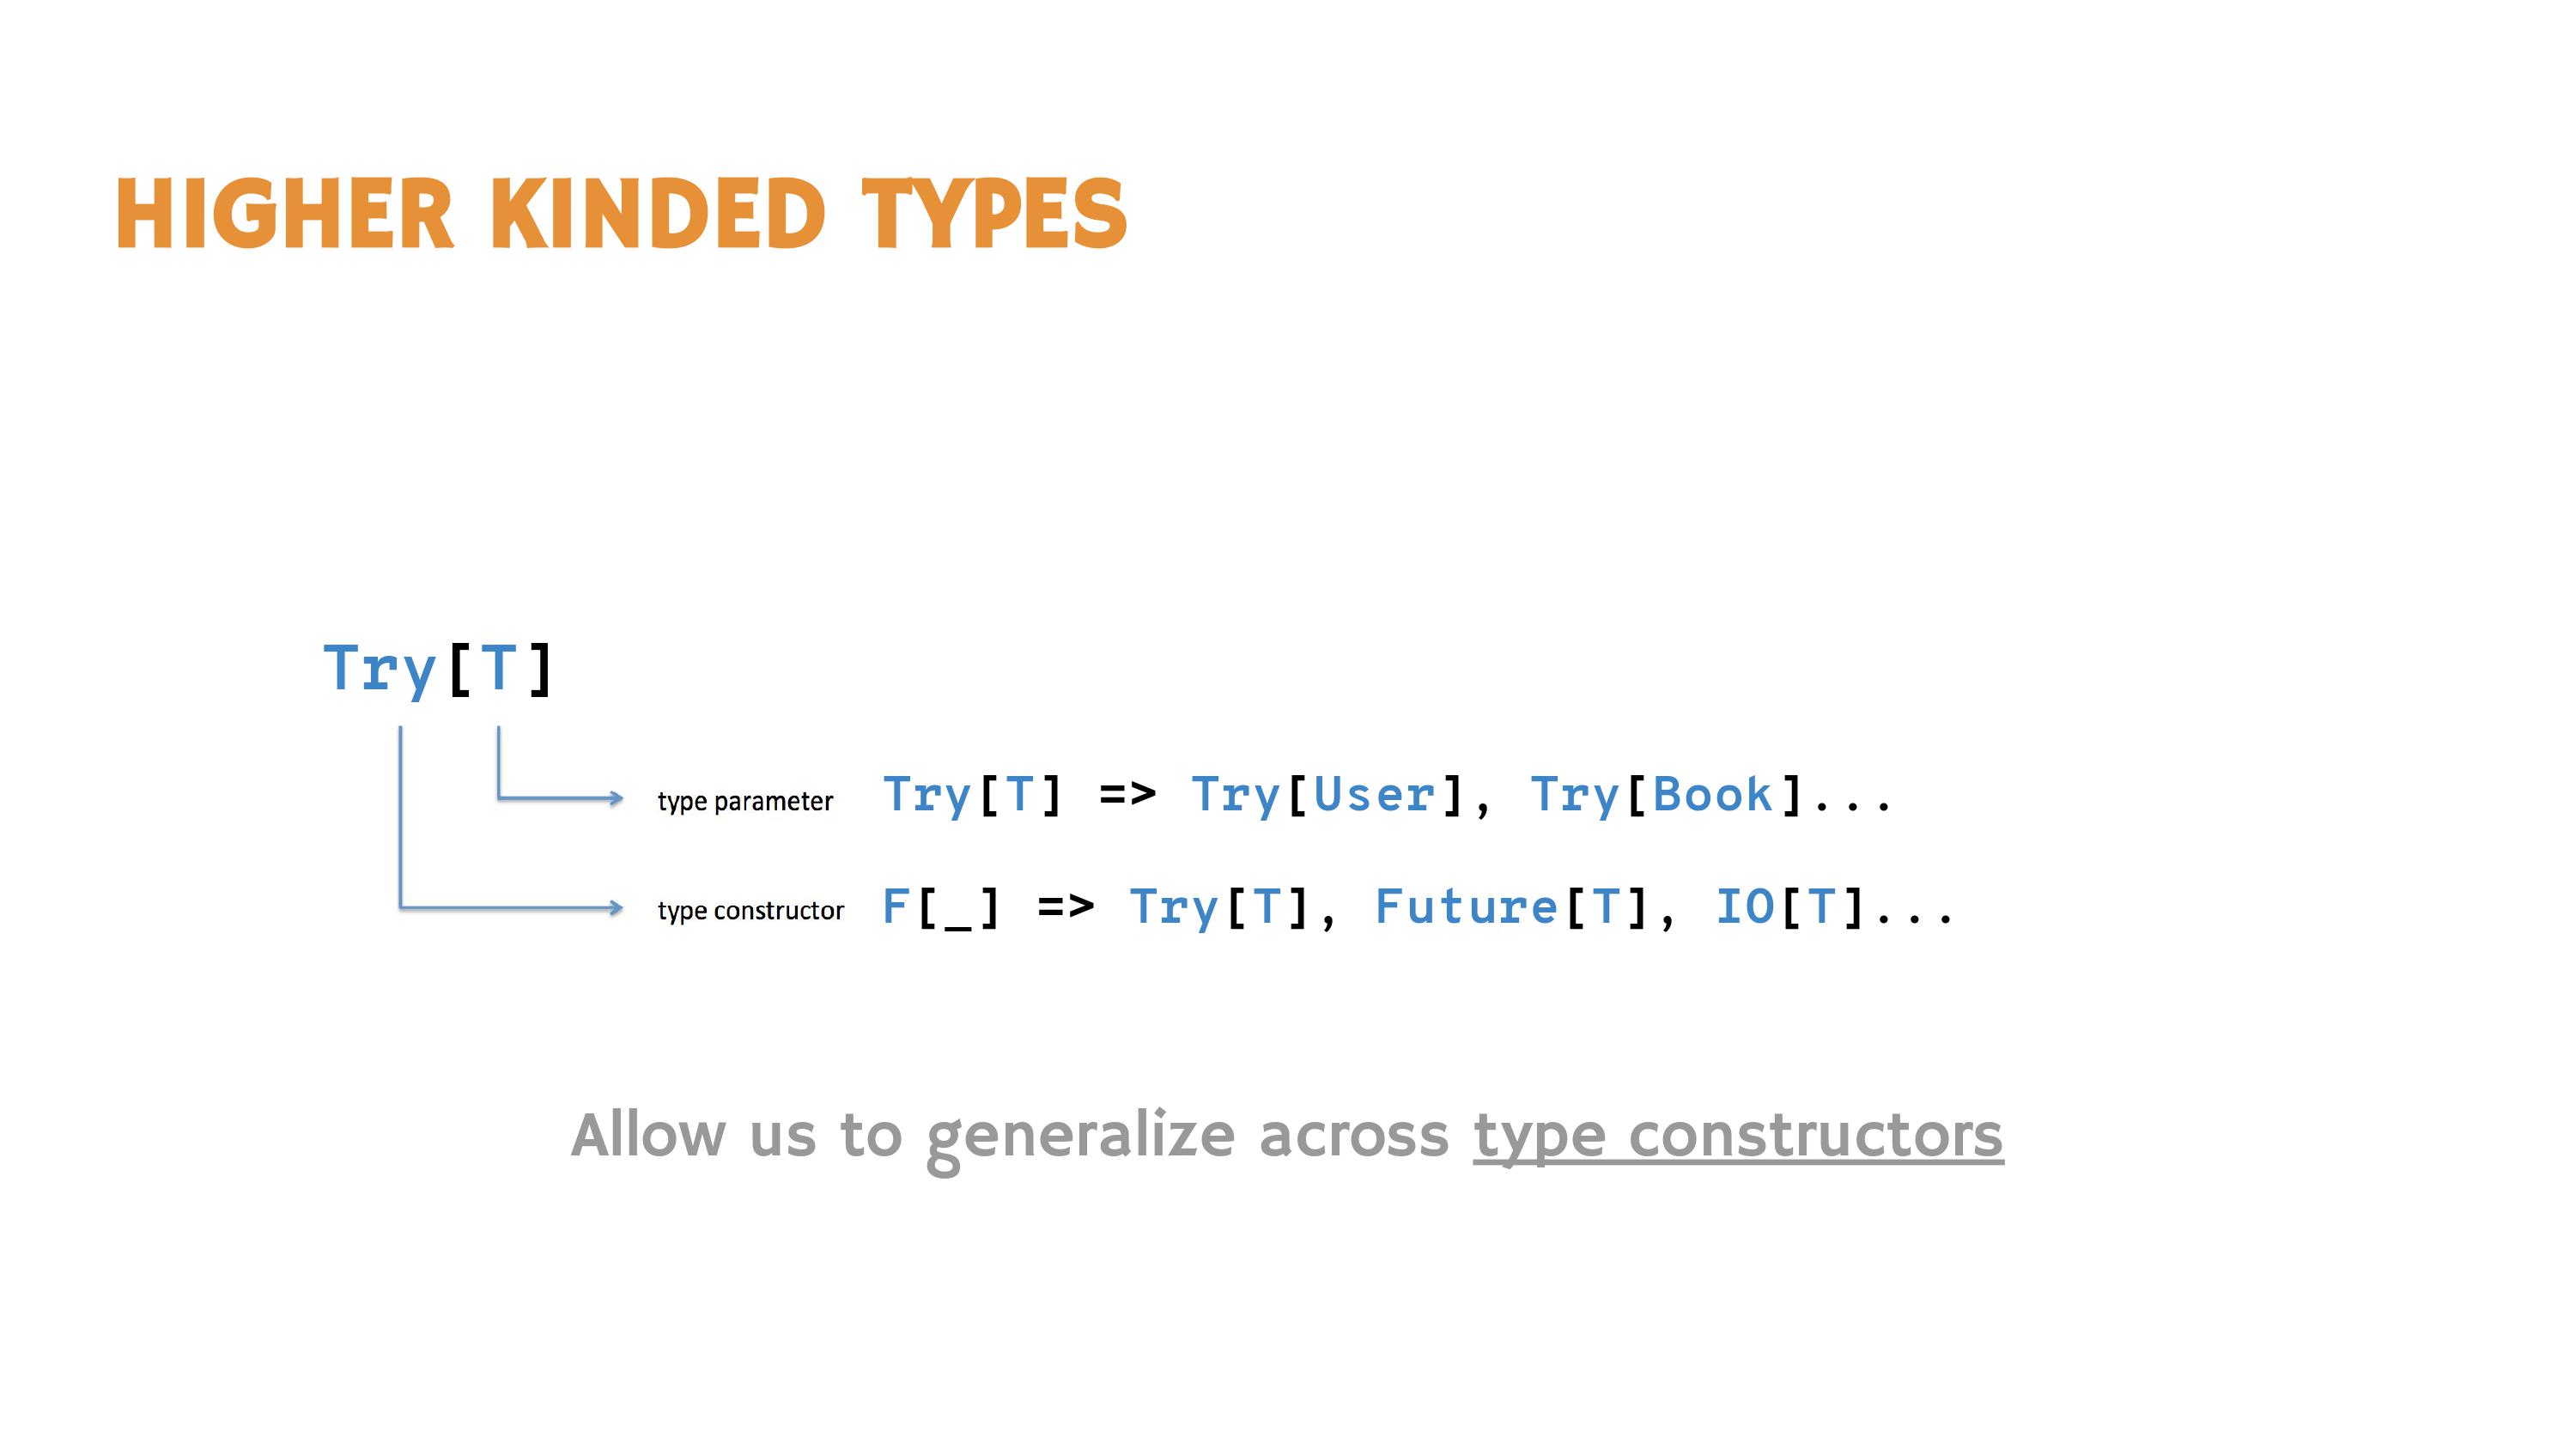 HIGHER KINDED TYPES
Try[T]
type parameter Try[T] => Try[User], Try[Book]...
type constructor F[_] => Try[T], Future[T], IO[T]...
Allow us to generalize across type constructors